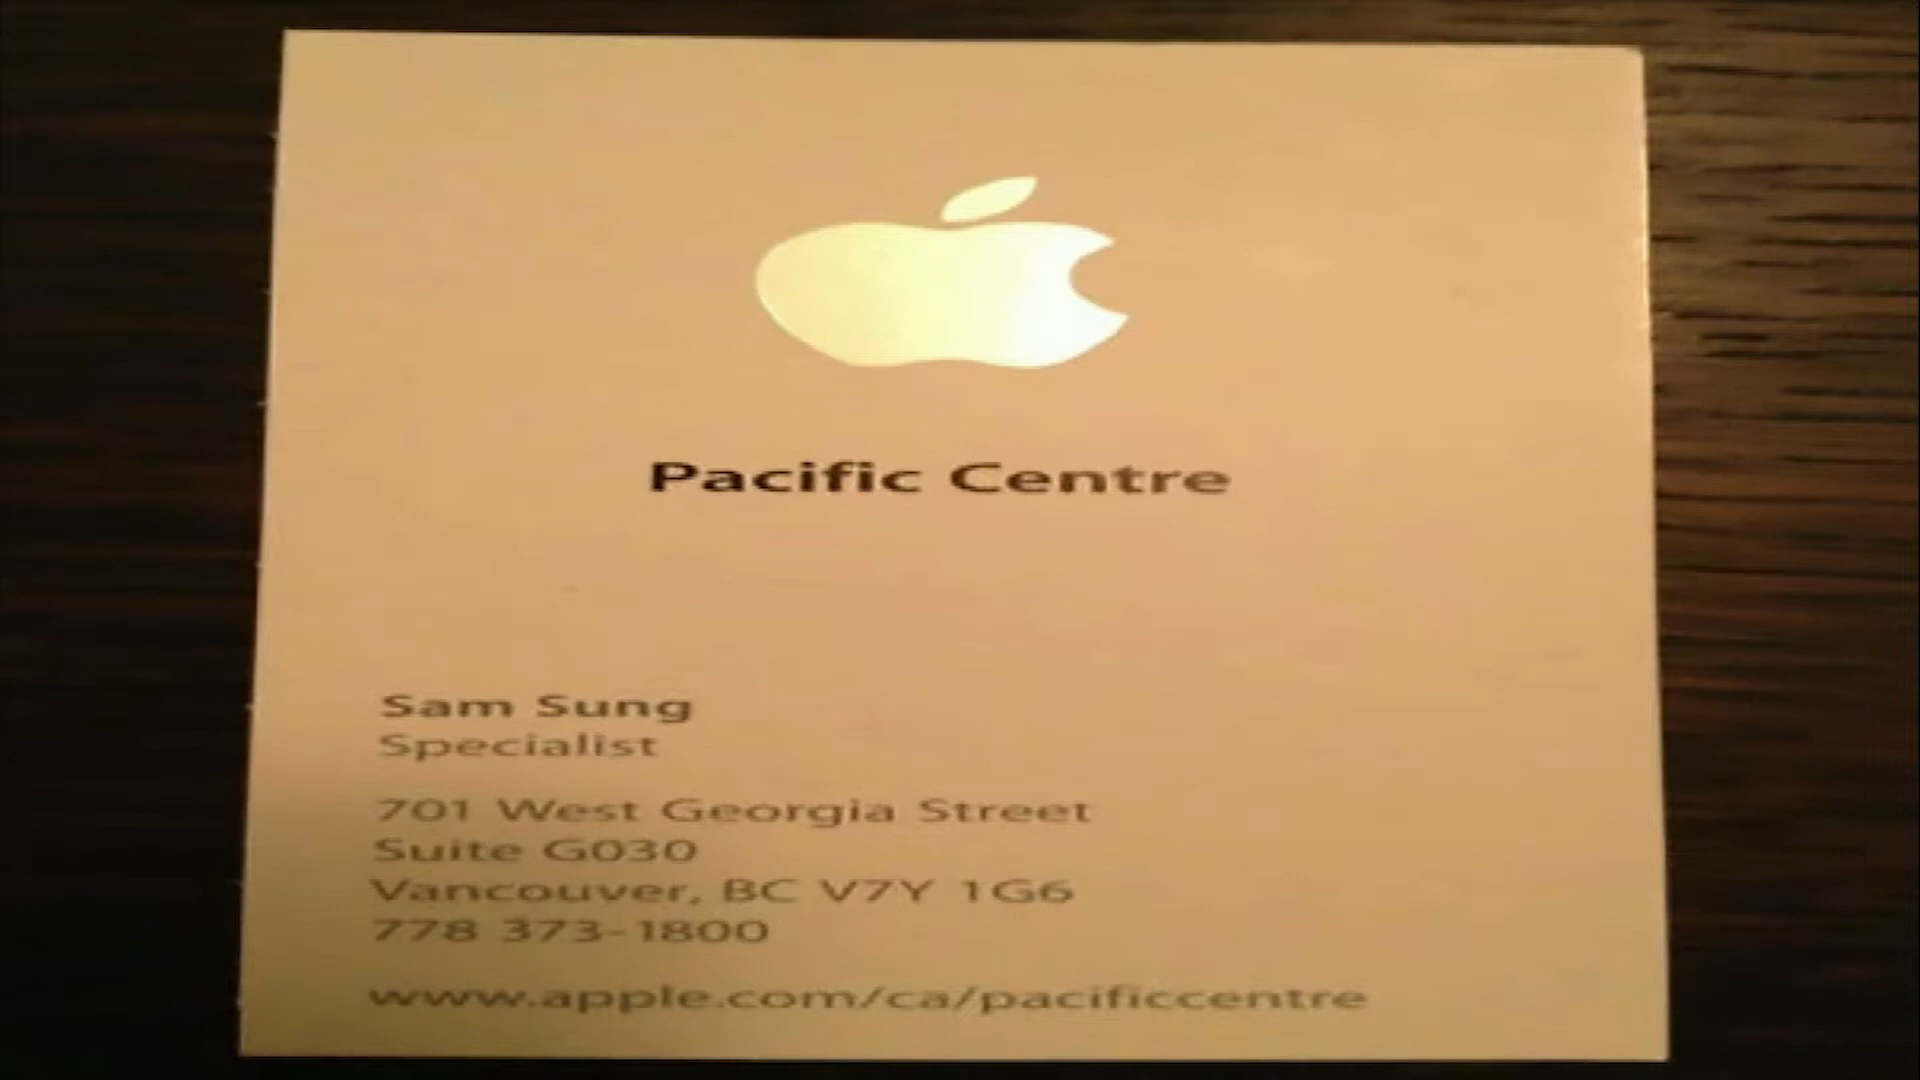 Pacific Centre
Sam Sung
Specialist
701 West Georgia Street
Suite G030
Vancouver, BC V7Y 1G6
778 373-1800
www.apple.com/ca/pacificcentre